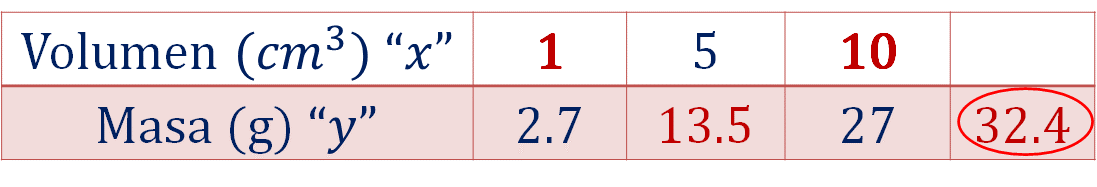 Volumen (cm³) “x” 1 5 10
Masa (g) “y” 2.7 13.5 27 32.4